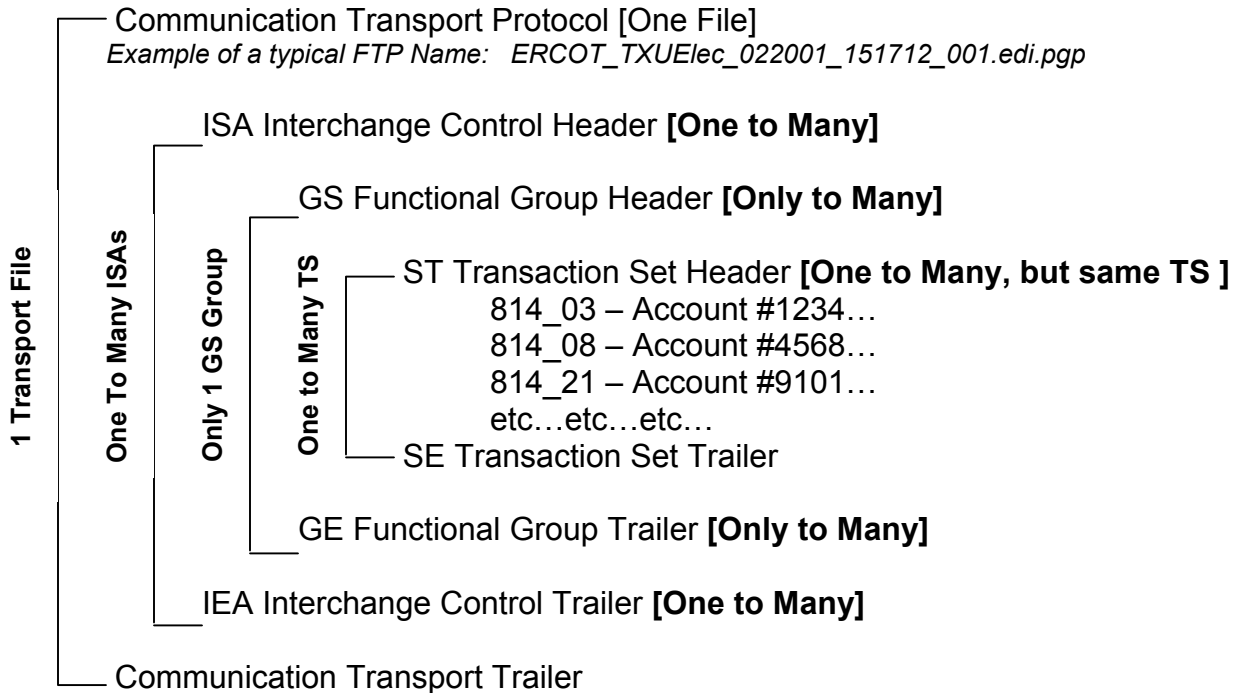 Communication Transport Protocol [One File]
Example of a typical FTP Name: ERCOT_TXUElec_022001_151712_001.edi.pgp
ISA Interchange Control Header [One to Many]
GS Functional Group Header [Only to Many]
1 Transport File
One To Many ISAs
Only 1 GS Group
One to Many TS
ST Transaction Set Header [One to Many, but same TS ]
814_03 – Account #1234…
814_08 – Account #4568…
814_21 – Account #9101…
etc…etc…etc…
SE Transaction Set Trailer
GE Functional Group Trailer [Only to Many]
IEA Interchange Control Trailer [One to Many]
Communication Transport Trailer